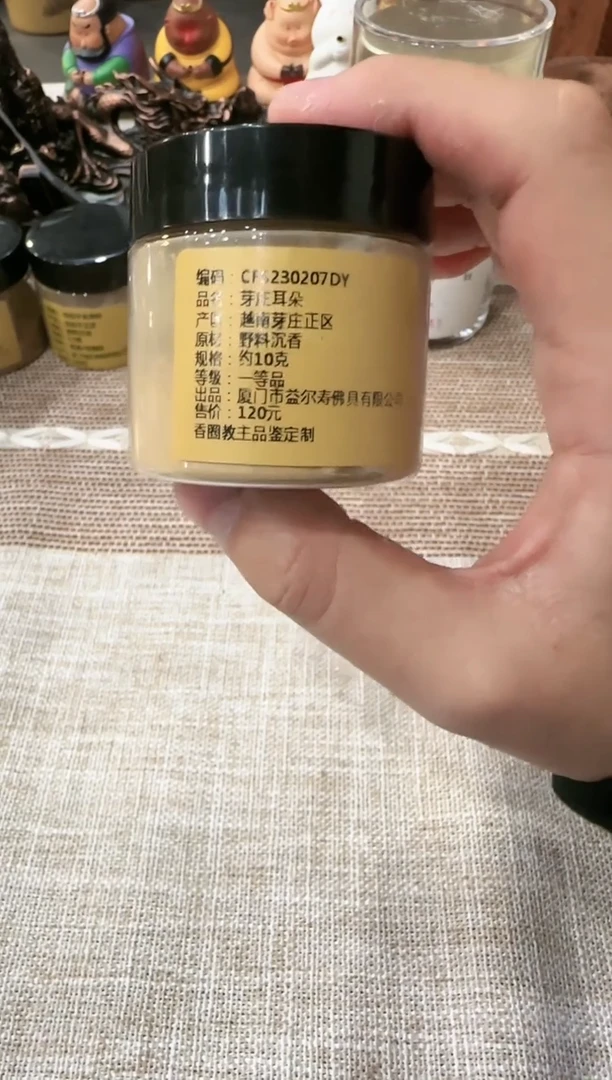 编码：CFS230207DY
品名：芽庄耳朵
产区：越南芽庄正区
原材：野料沉香
规格：约10克
等级：一等品
出品：厦门市益尔寿佛具有限公司
售价：120元
香圈教主品鉴定制